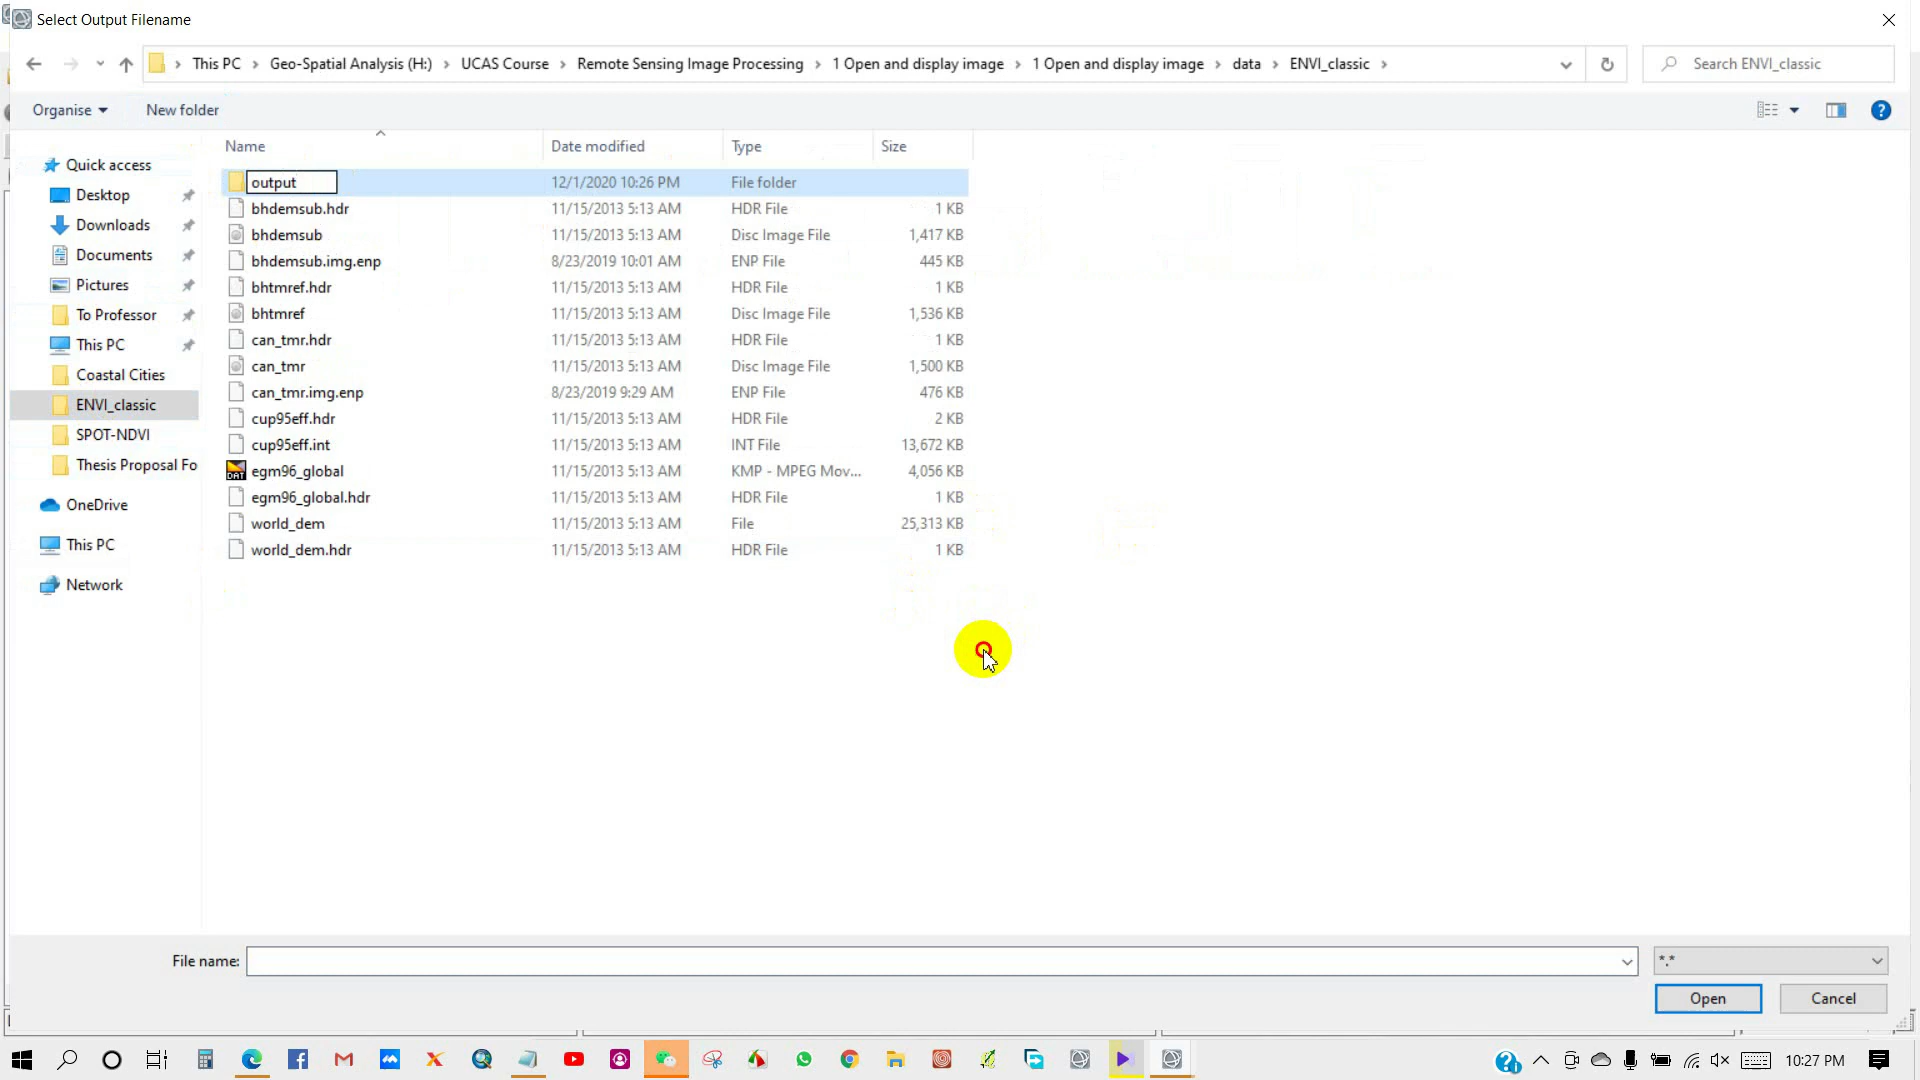 Select Output Filename
This PC > Geo-Spatial Analysis (H:) > UCAS Course > Remote Sensing Image Processing > 1 Open and display image > 1 Open and display image > data > ENVI_classic >
Search ENVI_classic
Organise
New folder
Name Date modified Type Size
Quick access
Desktop
Downloads
Documents
Pictures
To Professor
This PC
Coastal Cities
ENVI_classic
SPOT-NDVI
Thesis Proposal Fo
OneDrive
This PC
Network
output 12/1/2020 10:26 PM File folder
bhdemsub.hdr 11/15/2013 5:13 AM HDR File 1 KB
bhdemsub 11/15/2013 5:13 AM Disc Image File 1,417 KB
bhdemsub.img.enp 8/23/2019 10:01 AM ENP File 445 KB
bhtmref.hdr 11/15/2013 5:13 AM HDR File 1 KB
bhtmref 11/15/2013 5:13 AM Disc Image File 1,536 KB
can_tmr.hdr 11/15/2013 5:13 AM HDR File 1 KB
can_tmr 11/15/2013 5:13 AM Disc Image File 1,500 KB
can_tmr.img.enp 8/23/2019 9:29 AM ENP File 476 KB
cup95eff.hdr 11/15/2013 5:13 AM HDR File 2 KB
cup95eff.int 11/15/2013 5:13 AM INT File 13,672 KB
DAT egm96_global 11/15/2013 5:13 AM KMP - MPEG Mov... 4,056 KB
egm96_global.hdr 11/15/2013 5:13 AM HDR File 1 KB
world_dem 11/15/2013 5:13 AM File 25,313 KB
world_dem.hdr 11/15/2013 5:13 AM HDR File 1 KB
File name:
*.*
Open
Cancel
10:27 PM